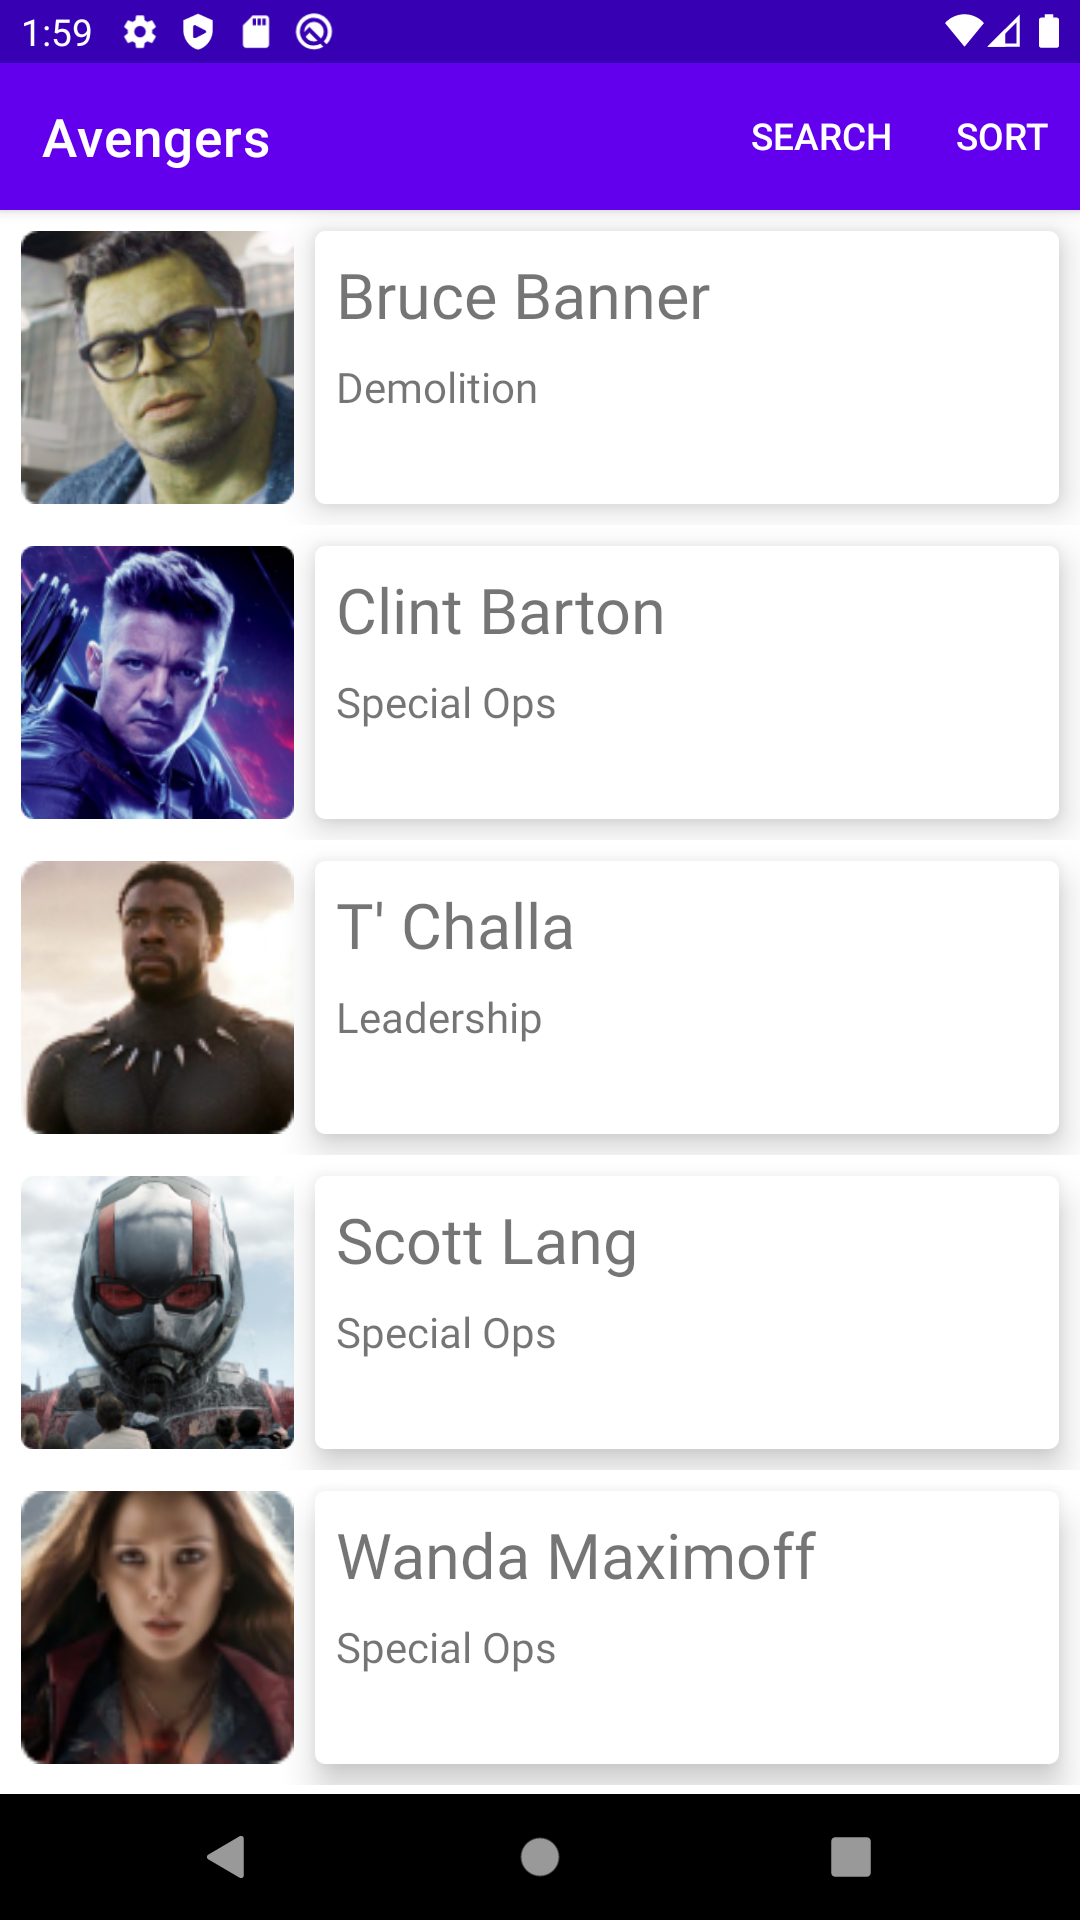 1:59
Avengers
SEARCH SORT
Bruce Banner
Demolition
Clint Barton
Special Ops
T' Challa
Leadership
Scott Lang
Special Ops
Wanda Maximoff
Special Ops